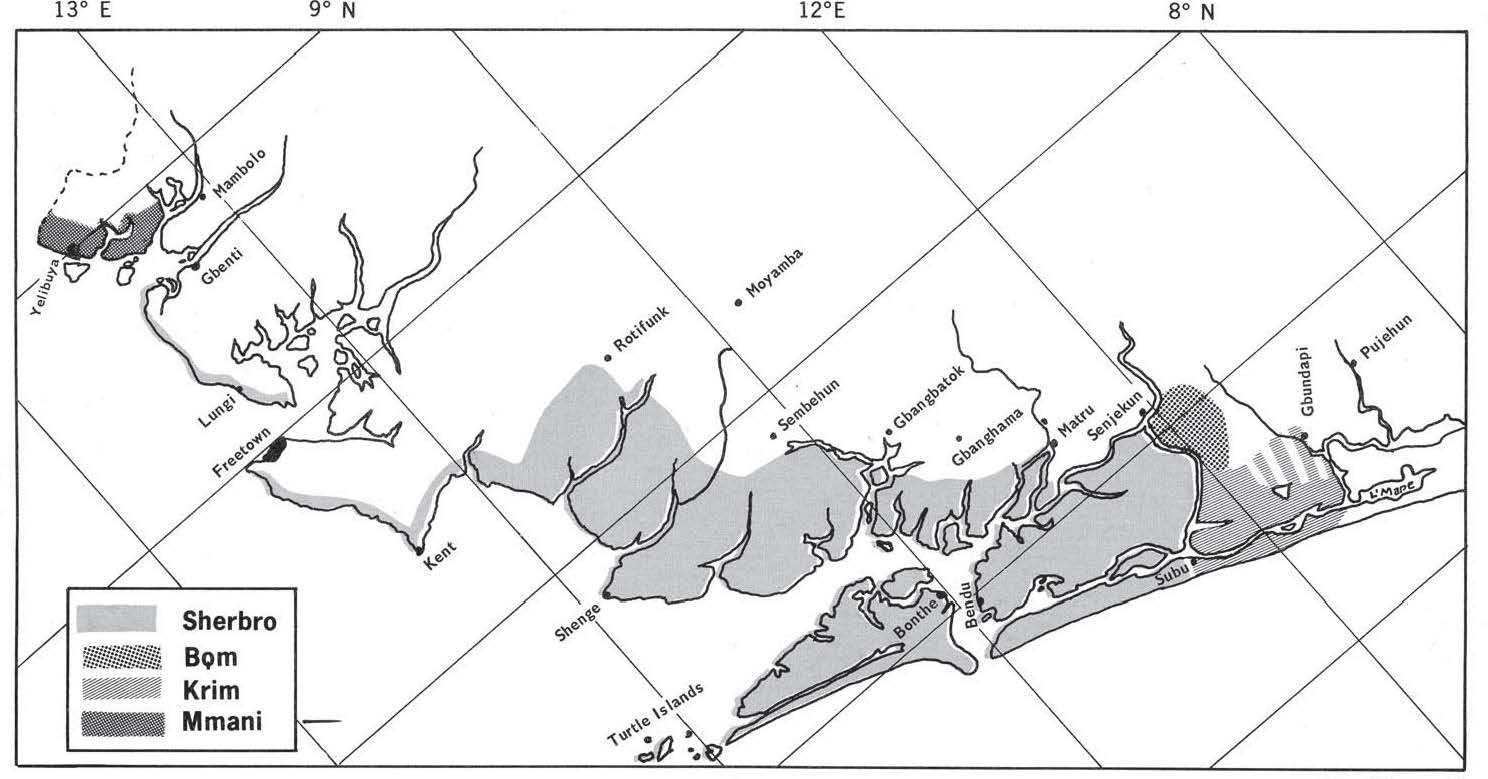 13° E
9° N
12°E
8° N
Mambolo
Yelibuya
Gbenti
Moyamba
Rotifunk
Pujehun
Gbundapi
Lungi
Sembehun
Gbangbatok
Gbanghama
Matru
Senjekun
Freetown
L. Mape
Kent
Shenge
Bonthe
Bendu
Subu
Turtle Islands
Sherbro
Bọm
Krim
Mmani